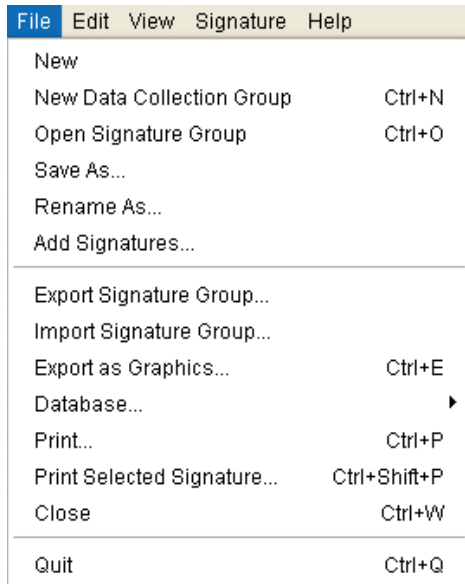 File Edit View Signature Help
New
New Data Collection Group Ctrl+N
Open Signature Group Ctrl+O
Save As...
Rename As...
Add Signatures...
Export Signature Group...
Import Signature Group...
Export as Graphics... Ctrl+E
Database...
Print... Ctrl+P
Print Selected Signature... Ctrl+Shift+P
Close Ctrl+W
Quit Ctrl+Q